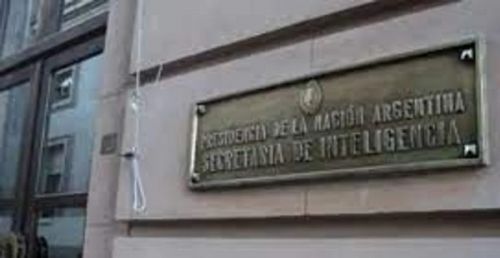 PRESIDENCIA DE LA NACIÓN ARGENTINA
SECRETARIA DE INTELIGENCIA